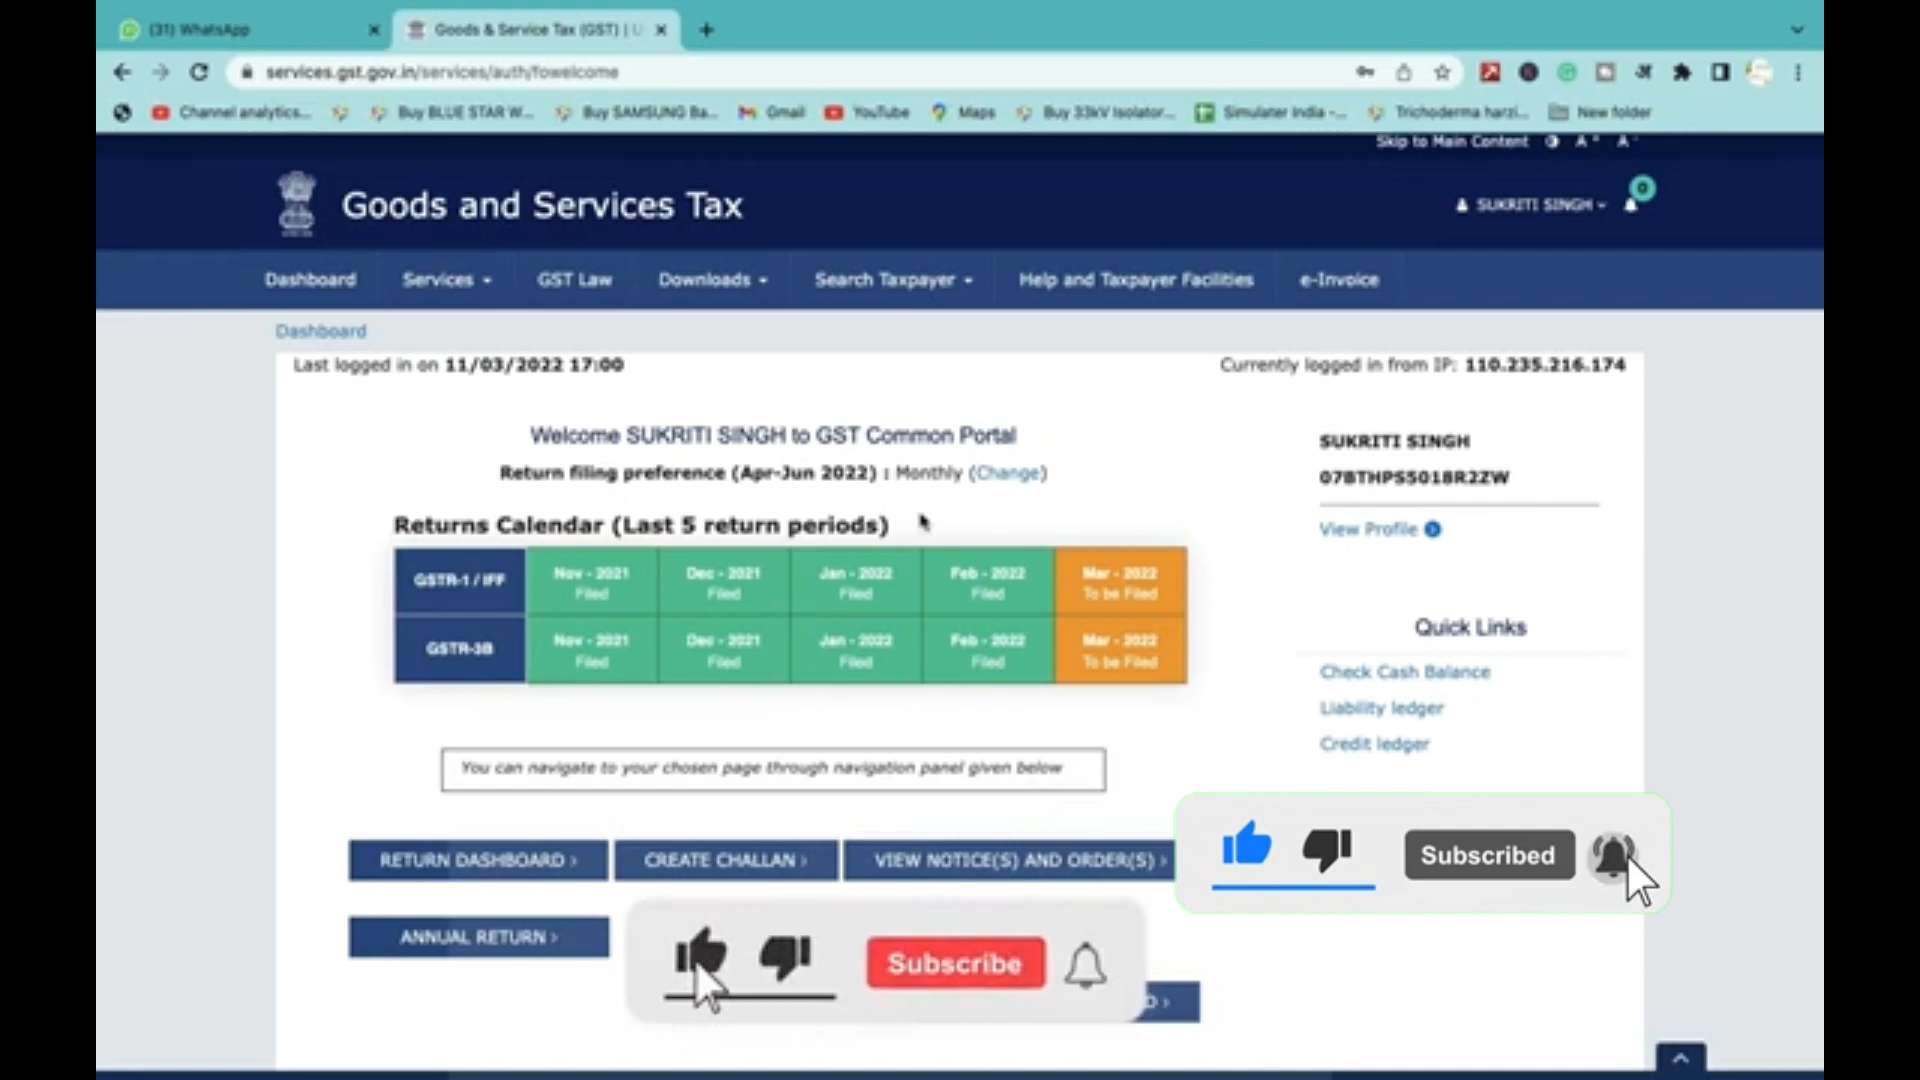 (31) WhatsApp
Goods & Service Tax (GST) | U
services.gst.gov.in/services/auth/fowelcome
Channel analytics...
Buy BLUE STAR W...
Buy SAMSUNG Ba...
Gmail
YouTube
Maps
Buy 33kV Isolator...
Simulater India -...
Trichoderma harzi...
New folder
Skip to Main Content
A+
A-
Goods and Services Tax
SUKRITI SINGH
0
Dashboard
Services
GST Law
Downloads
Search Taxpayer
Help and Taxpayer Facilities
e-Invoice
Dashboard
Last logged in on 11/03/2022 17:00
Currently logged in from IP: 110.235.216.174
Welcome SUKRITI SINGH to GST Common Portal
Return filing preference (Apr-Jun 2022) : Monthly (Change)
SUKRITI SINGH
07BTHPS5018R2ZW
View Profile
Returns Calendar (Last 5 return periods)
GSTR-1 / IFF
Nov - 2021
Filed
Dec - 2021
Filed
Jan - 2022
Filed
Feb - 2022
Filed
Mar - 2022
To be Filed
GSTR-3B
Nov - 2021
Filed
Dec - 2021
Filed
Jan - 2022
Filed
Feb - 2022
Filed
Mar - 2022
To be Filed
Quick Links
Check Cash Balance
Liability ledger
Credit ledger
You can navigate to your chosen page through navigation panel given below
RETURN DASHBOARD ›
CREATE CHALLAN ›
VIEW NOTICE(S) AND ORDER(S) ›
Subscribed
ANNUAL RETURN ›
Subscribe